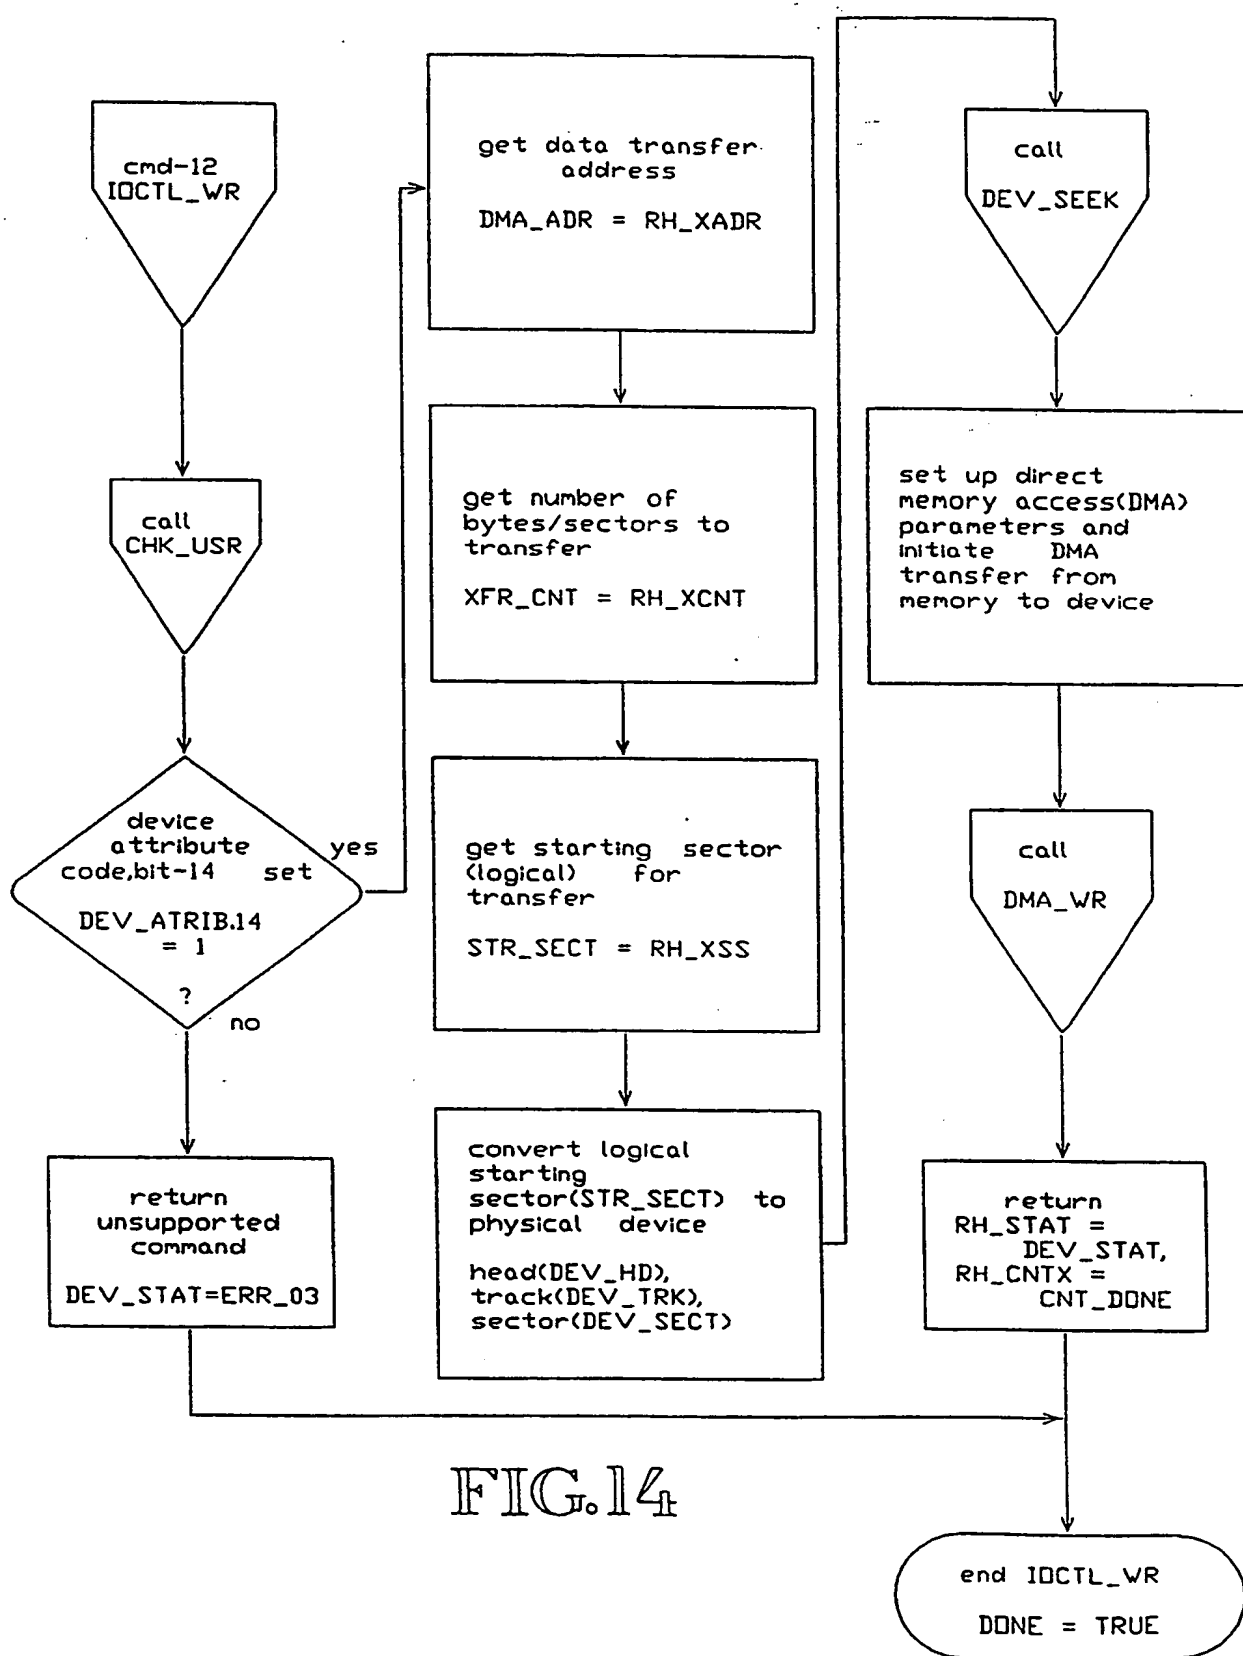 cmd-12
IOCTL_WR
call
CHK_USR
device
attribute
code,bit-14 set
DEV_ATRIB.14
= 1
?
yes
no
return
unsupported
command
DEV_STAT=ERR_03
get data transfer
address
DMA_ADR = RH_XADR
get number of
bytes/sectors to
transfer
XFR_CNT = RH_XCNT
get starting sector
(logical) for
transfer
STR_SECT = RH_XSS
convert logical
starting
sector(STR_SECT) to
physical device
head(DEV_HD),
track(DEV_TRK),
sector(DEV_SECT)
call
DEV_SEEK
set up direct
memory access(DMA)
parameters and
initiate DMA
transfer from
memory to device
call
DMA_WR
return
RH_STAT =
DEV_STAT,
RH_CNTX =
CNT_DONE
end IOCTL_WR
DONE = TRUE
FIG.14